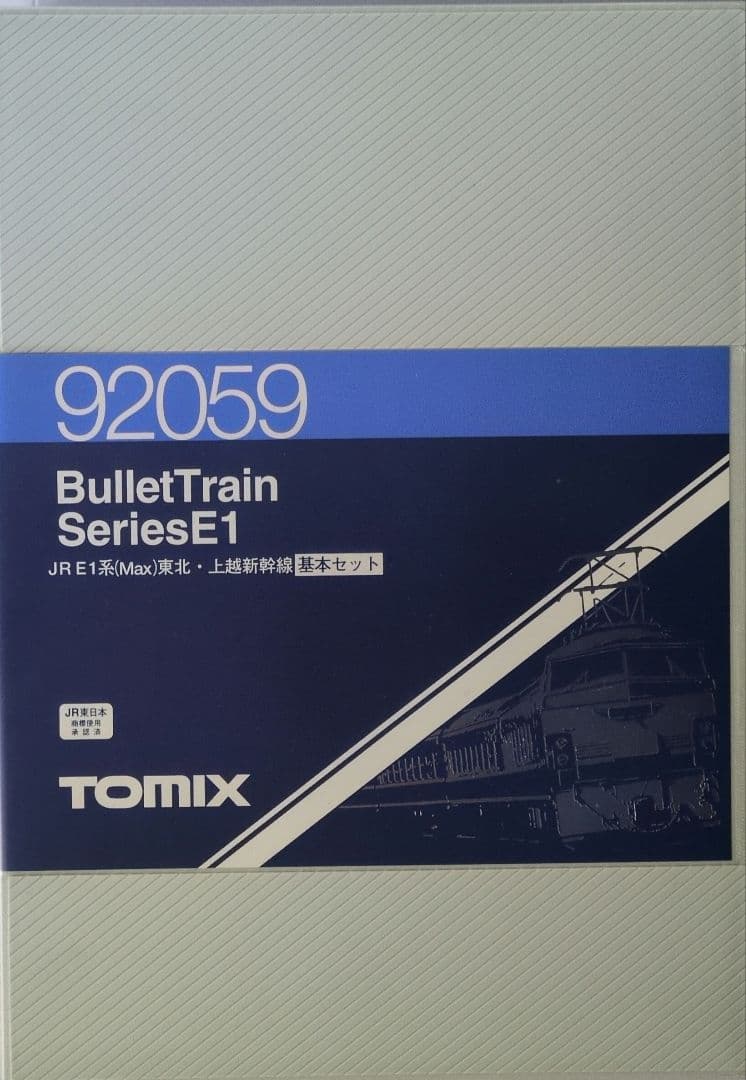 92059
BulletTrain
SeriesE1
JR E1系(Max)東北・上越新幹線 基本セット
JR東日本
商標使用
承認済
TOMIX